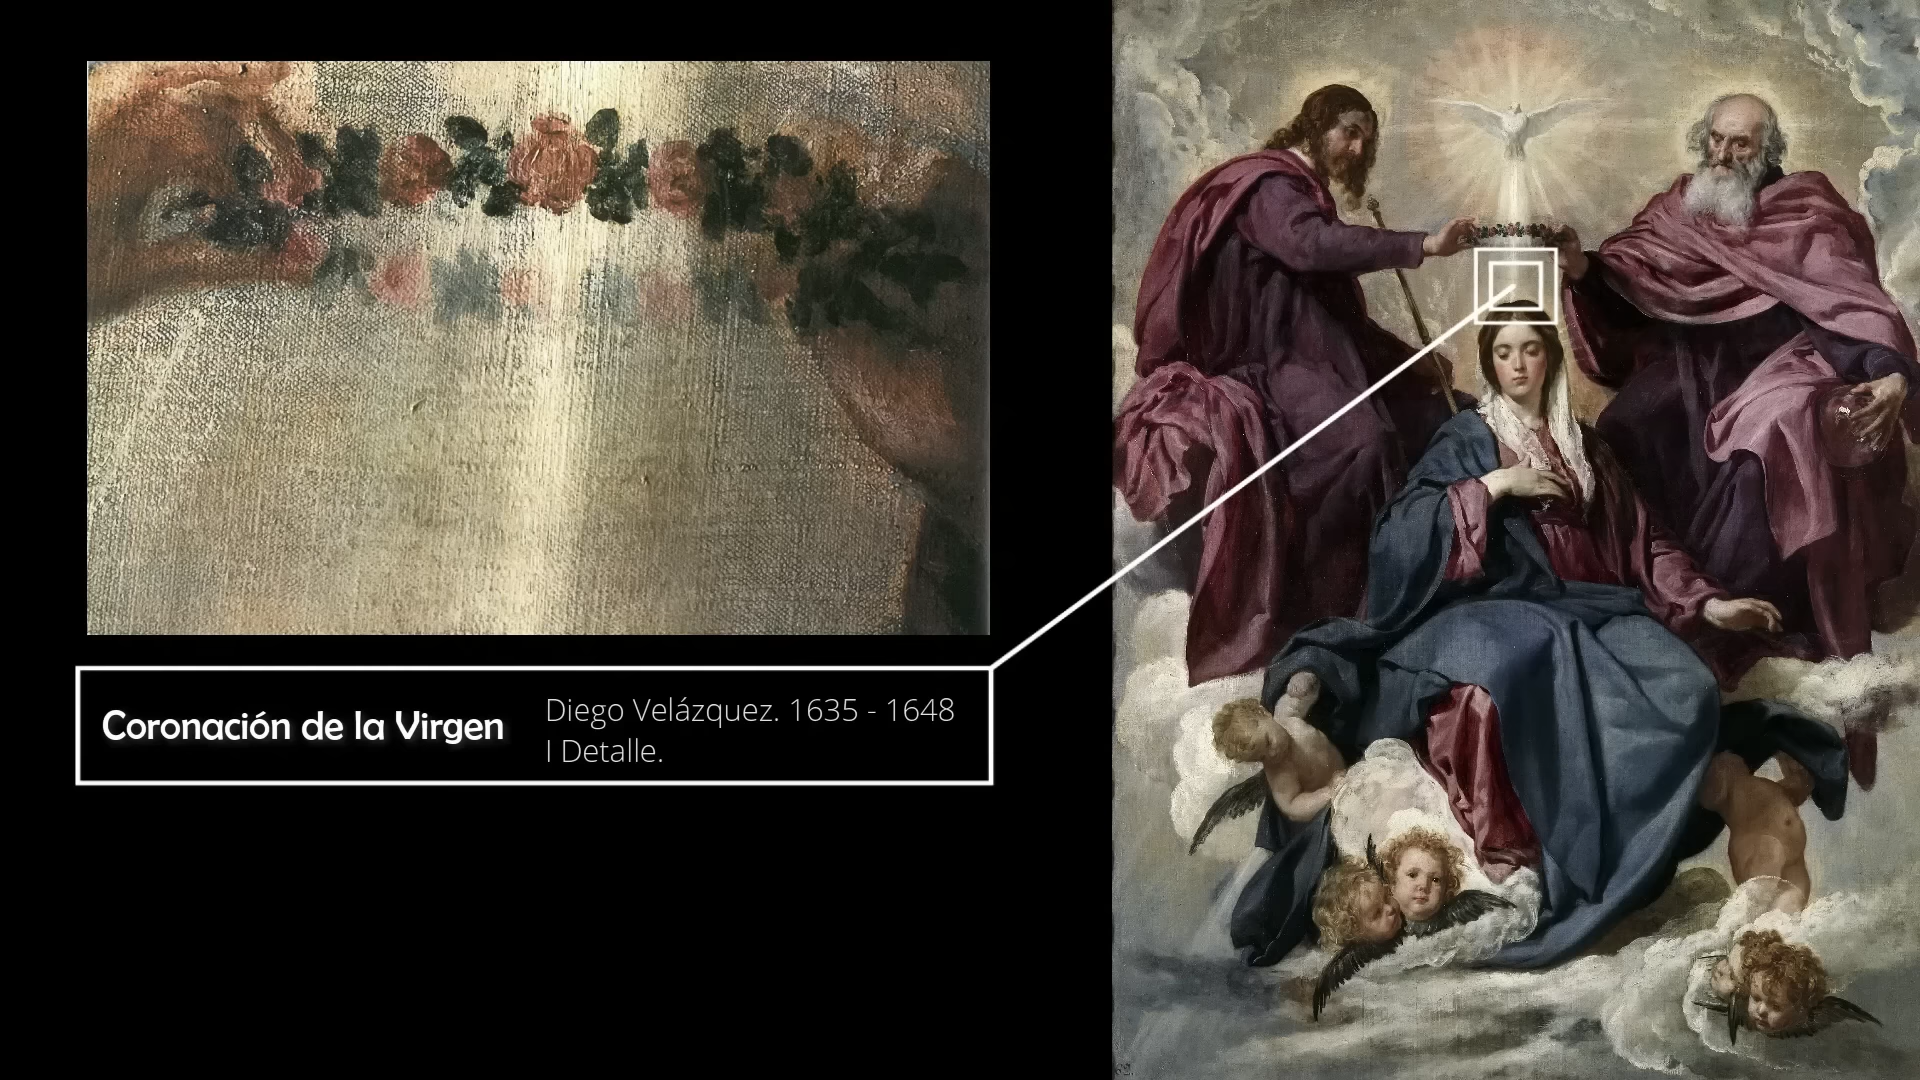 Coronación de la Virgen
Diego Velázquez. 1635 - 1648
I Detalle.